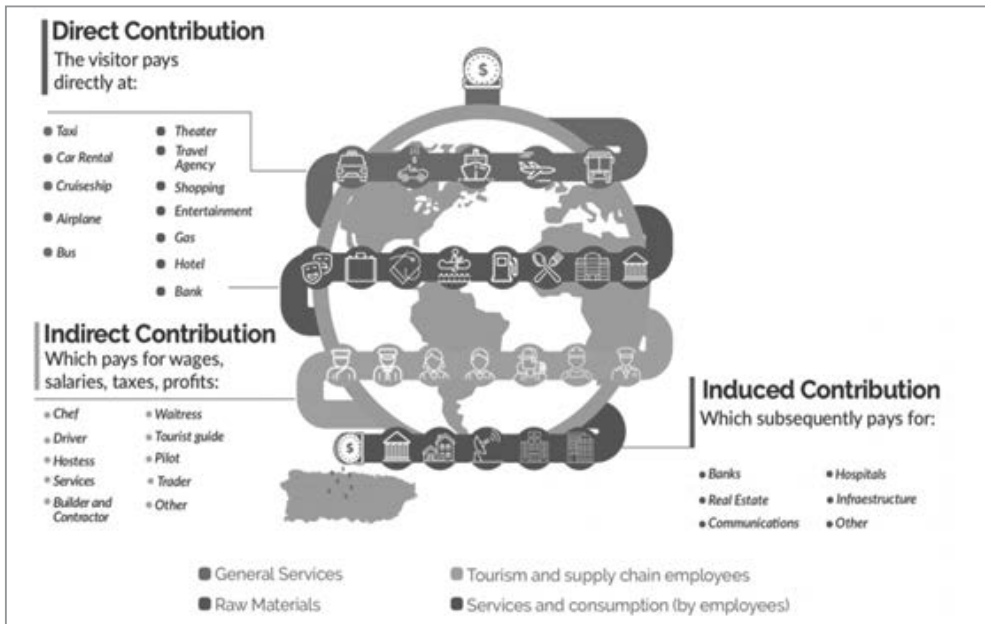 Direct Contribution
The visitor pays
directly at:
Taxi
Car Rental
Cruiseship
Airplane
Bus
Theater
Travel
Agency
Shopping
Entertainment
Gas
Hotel
Bank
$
Indirect Contribution
Which pays for wages,
salaries, taxes, profits:
Chef
Driver
Hostess
Services
Builder and
Contractor
Waitress
Tourist guide
Pilot
Trader
Other
$
Induced Contribution
Which subsequently pays for:
Banks
Real Estate
Communications
Hospitals
Infraestructure
Other
General Services
Raw Materials
Tourism and supply chain employees
Services and consumption (by employees)